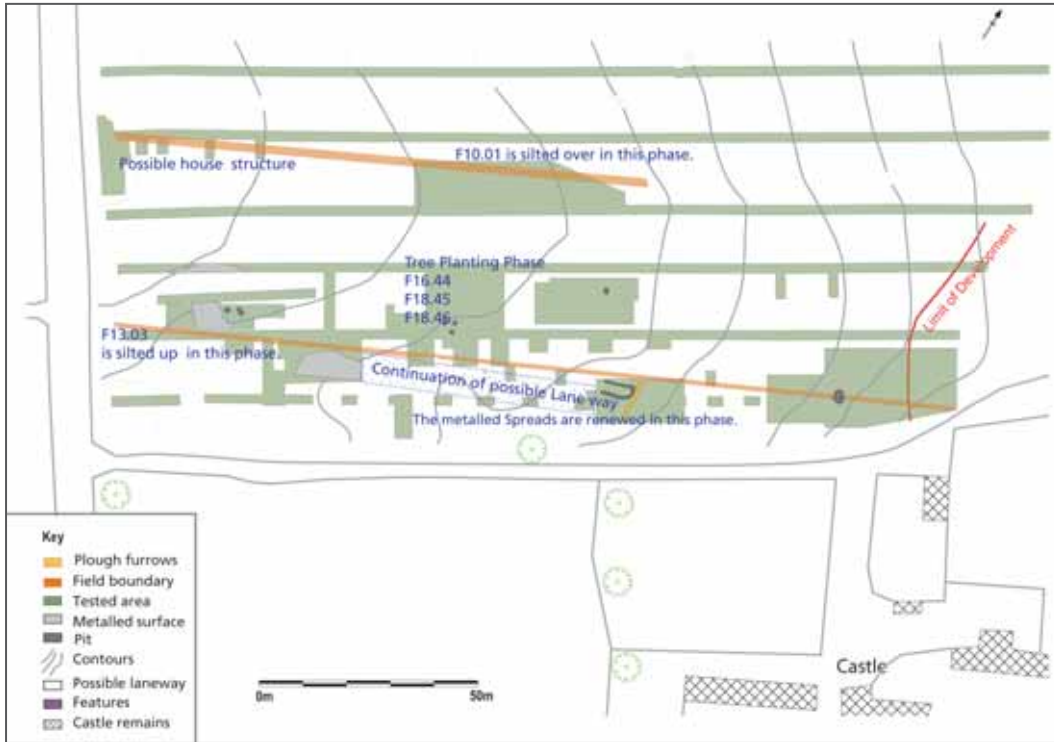 Possible house structure
F10.01 is silted over in this phase.
Tree Planting Phase
F16.44
F18.45
F18.46
Limit of Development
F13.03
is silted up in this phase.
Continuation of possible Lane way
The metalled Spreads are renewed in this phase.
Key
Plough furrows
Field boundary
Tested area
Metalled surface
Pit
Contours
Possible laneway
Features
Castle remains
0m
50m
Castle